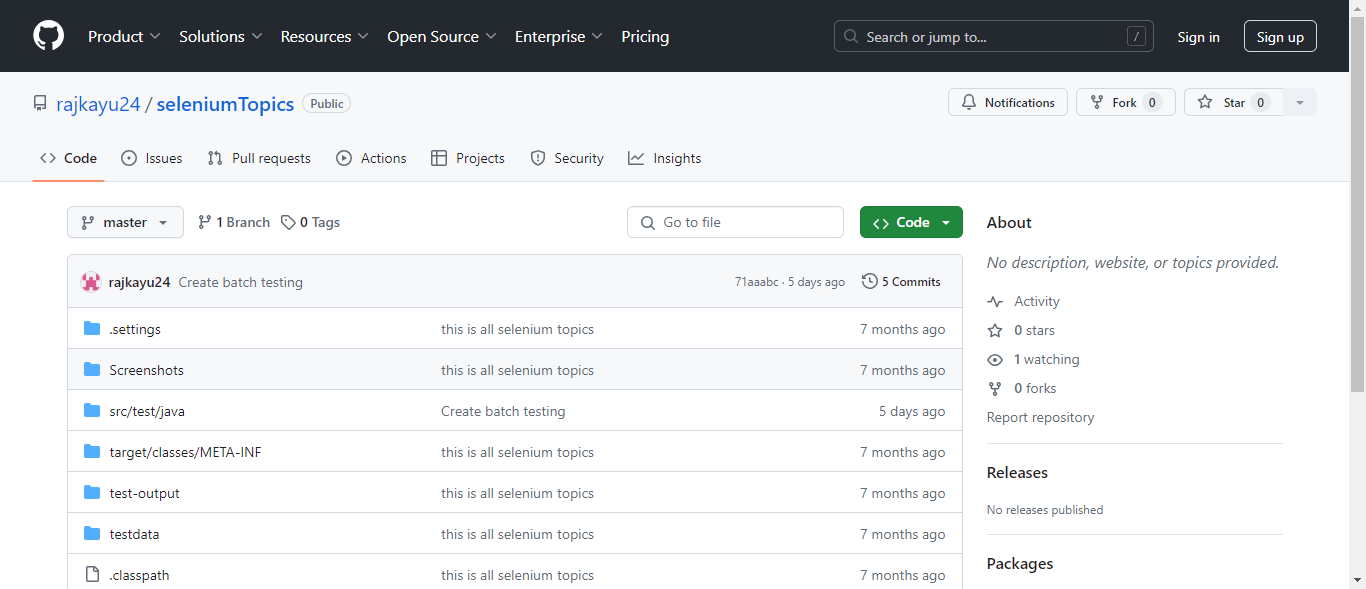 Product Solutions Resources Open Source Enterprise Pricing Search or jump to... / Sign in Sign up
rajkayu24 / seleniumTopics Public Notifications Fork 0 Star 0
Code Issues Pull requests Actions Projects Security Insights
master 1 Branch 0 Tags Go to file Code
rajkayu24 Create batch testing 71aaabc · 5 days ago 5 Commits
.settings this is all selenium topics 7 months ago
Screenshots this is all selenium topics 7 months ago
src/test/java Create batch testing 5 days ago
target/classes/META-INF this is all selenium topics 7 months ago
test-output this is all selenium topics 7 months ago
testdata this is all selenium topics 7 months ago
.classpath this is all selenium topics 7 months ago
About
No description, website, or topics provided.
Activity
0 stars
1 watching
0 forks
Report repository
Releases
No releases published
Packages